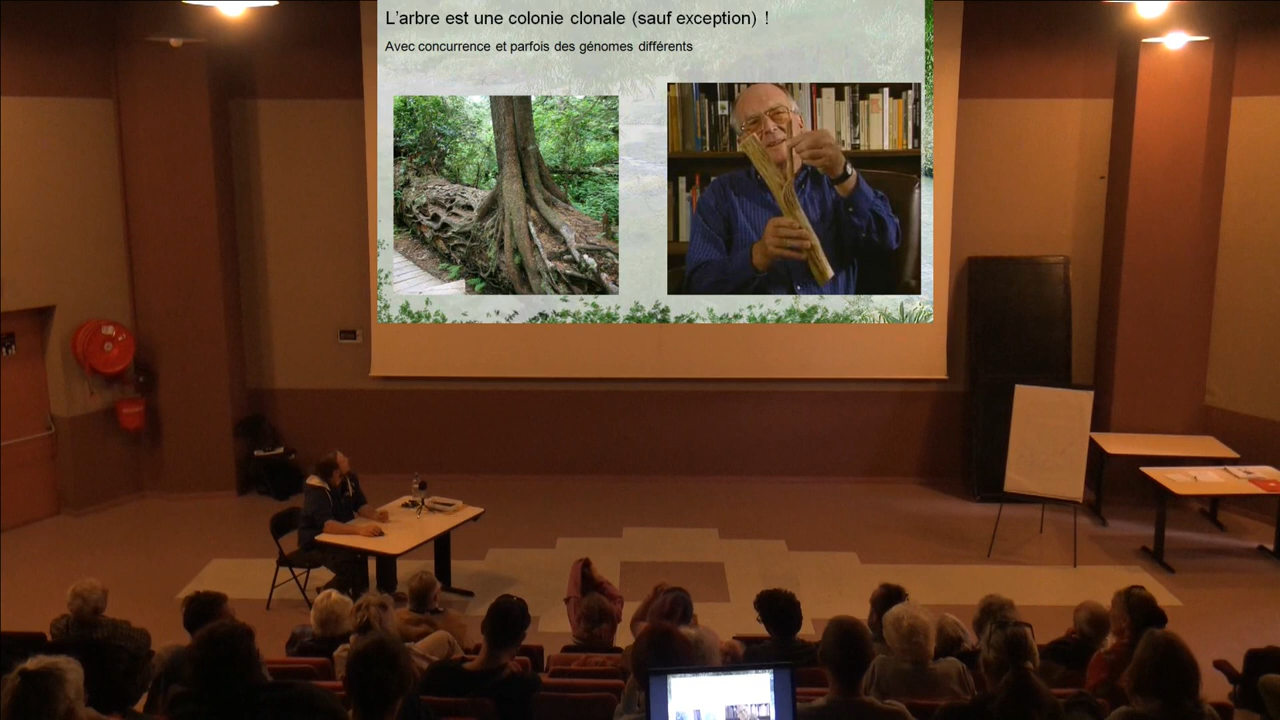 L'arbre est une colonie clonale (sauf exception) !
Avec concurrence et parfois des génomes différents